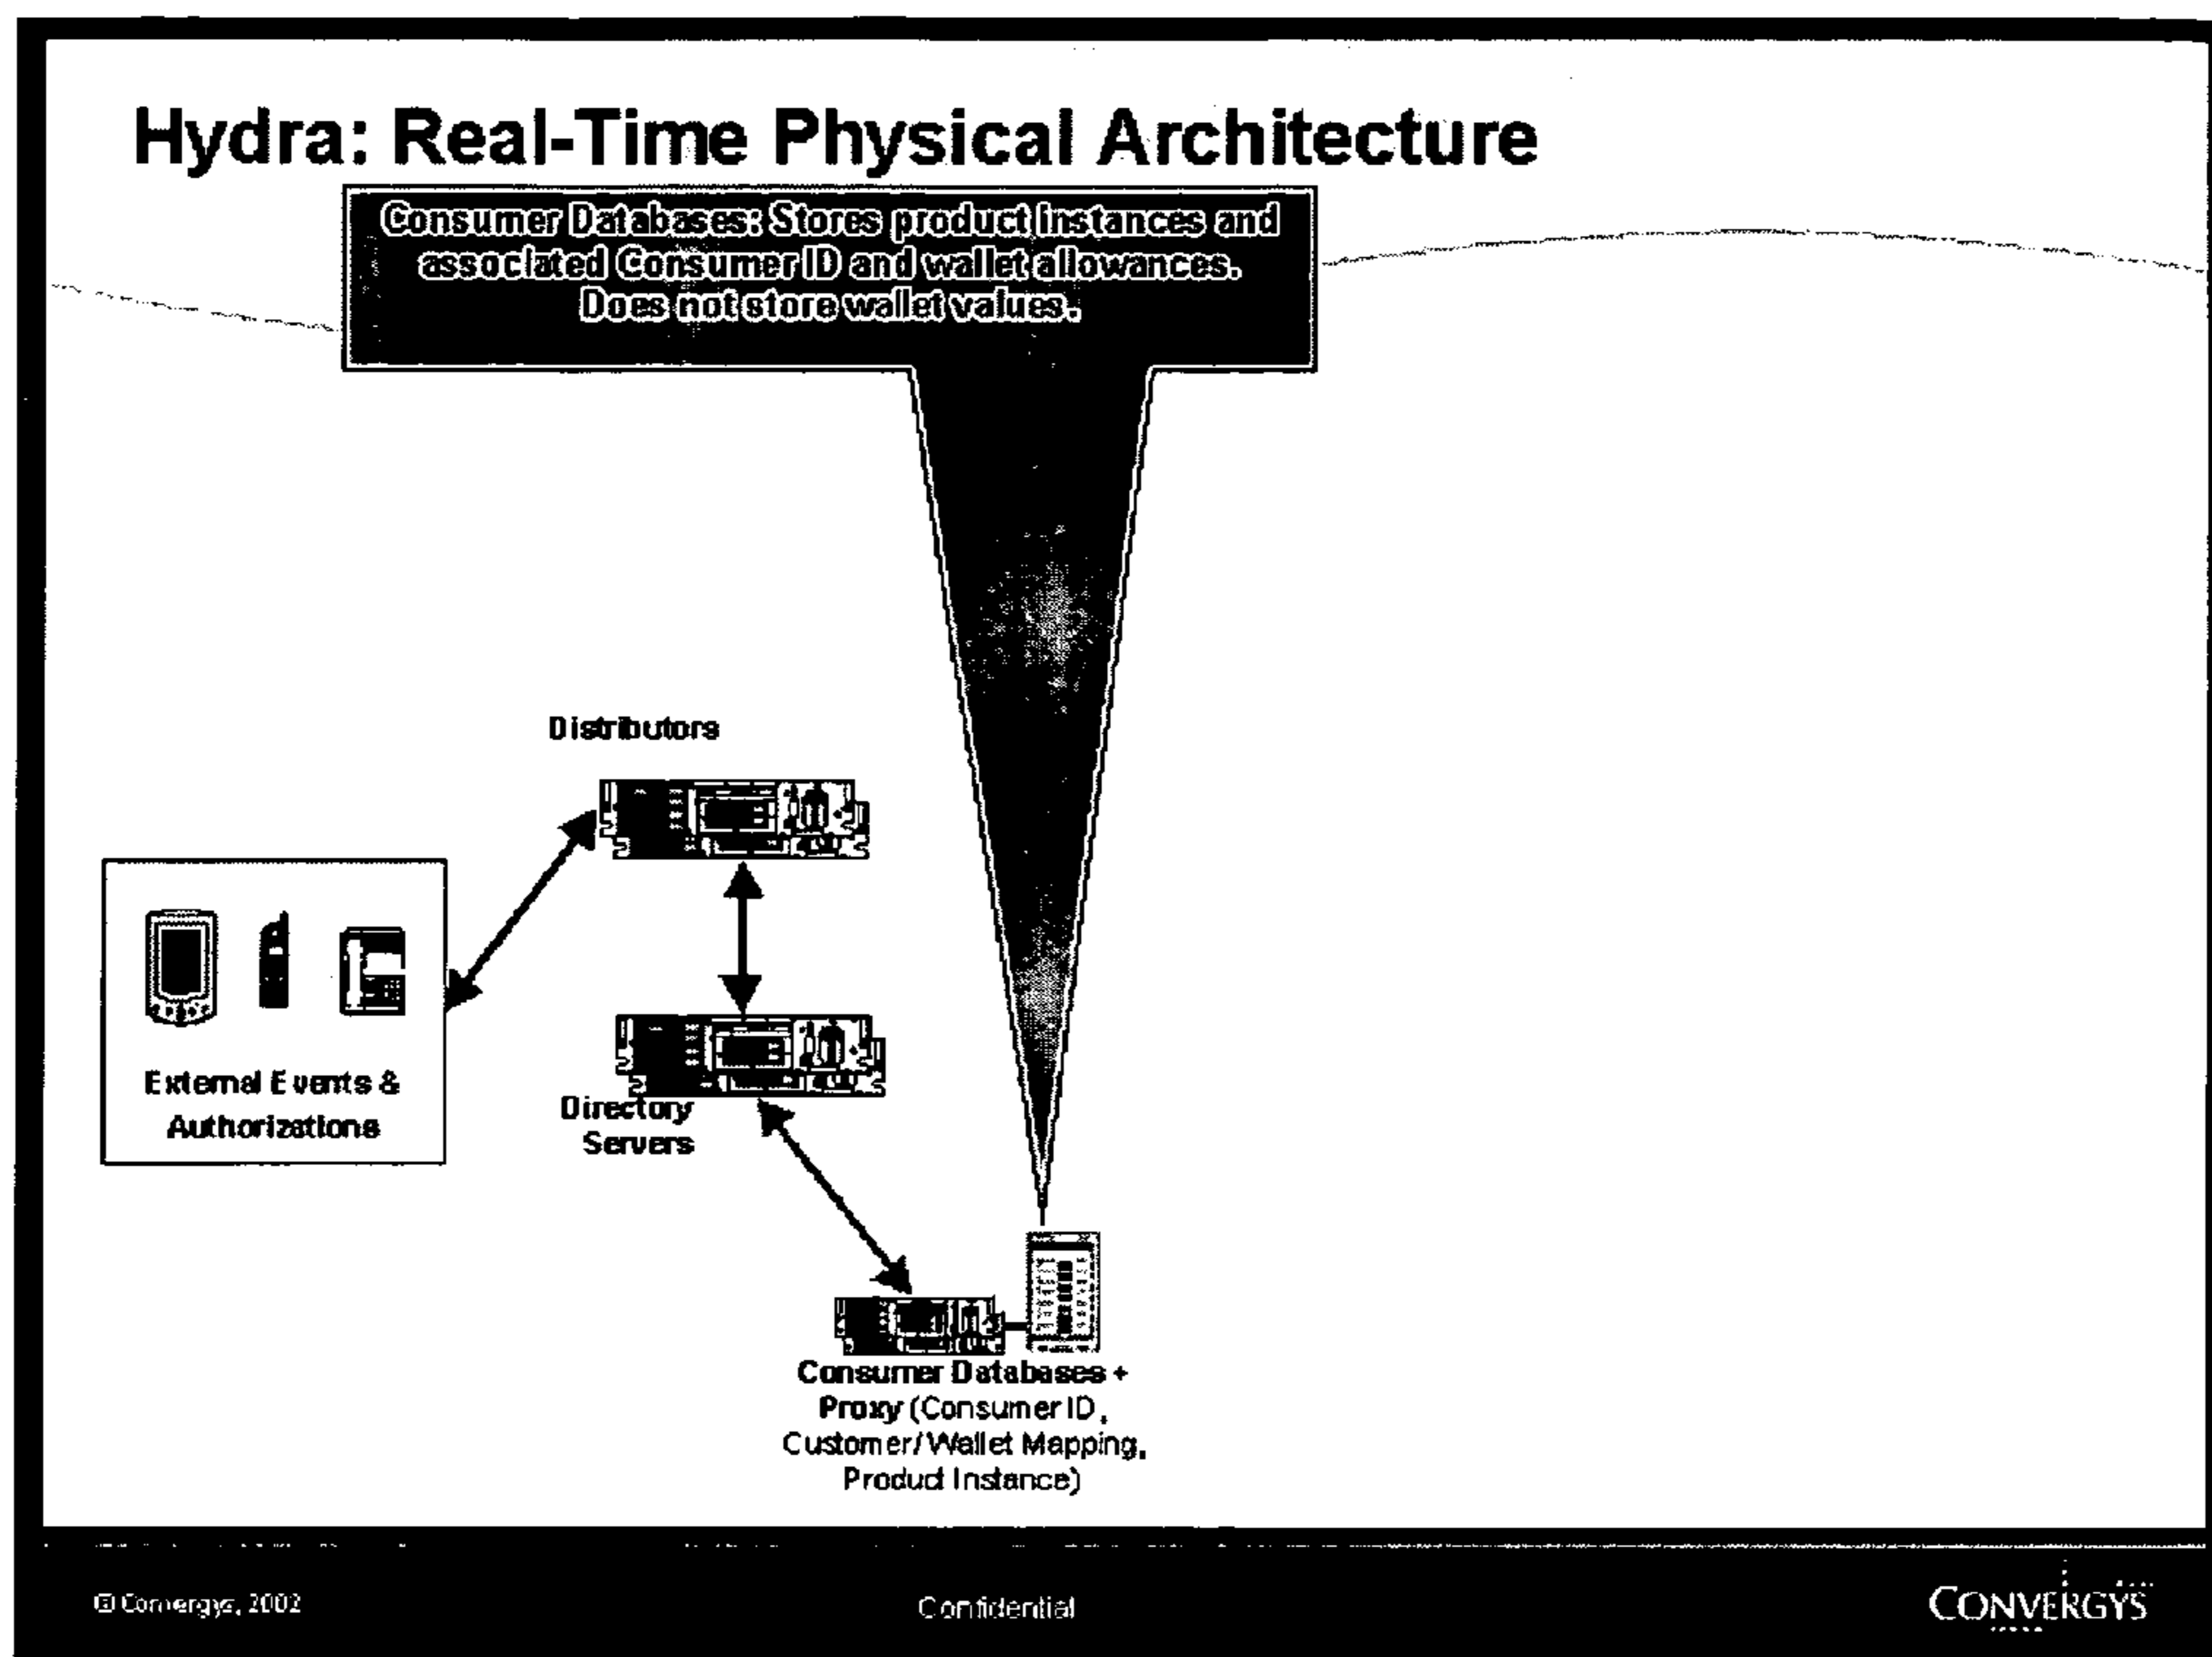 Hydra: Real-Time Physical Architecture
Consumer Databases: Stores product instances and
associated Consumer ID and wallet allowances.
Does not store wallet values.
Distributors
External Events &
Authorizations
Directory
Servers
Consumer Databases +
Proxy (Consumer ID,
Customer/Wallet Mapping,
Product Instance)
© Convergys, 2002
Confidential
CONVERGYS